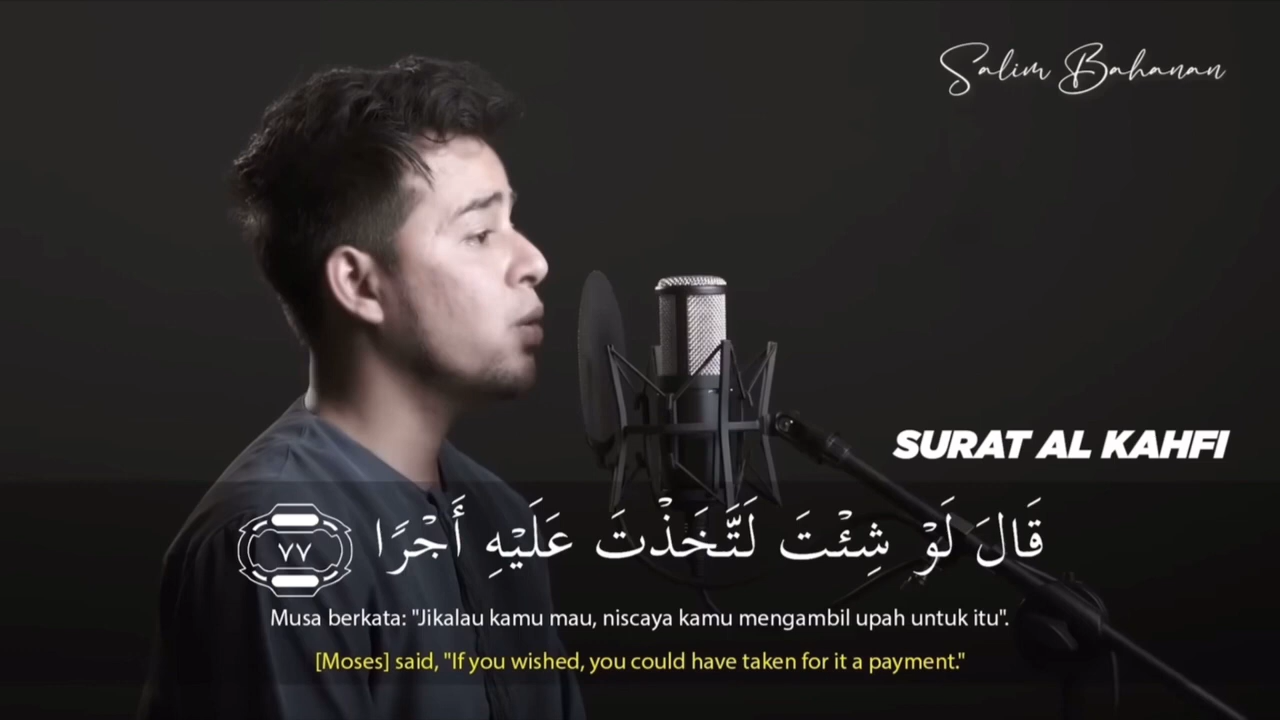 Salim Bahanan
SURAT AL KAHFI
قَالَ لَوْ شِئْتَ لَتَّخَذْتَ عَلَيْهِ أَجْرًا ٧٧
Musa berkata: "Jikalau kamu mau, niscaya kamu mengambil upah untuk itu".
[Moses] said, "If you wished, you could have taken for it a payment."